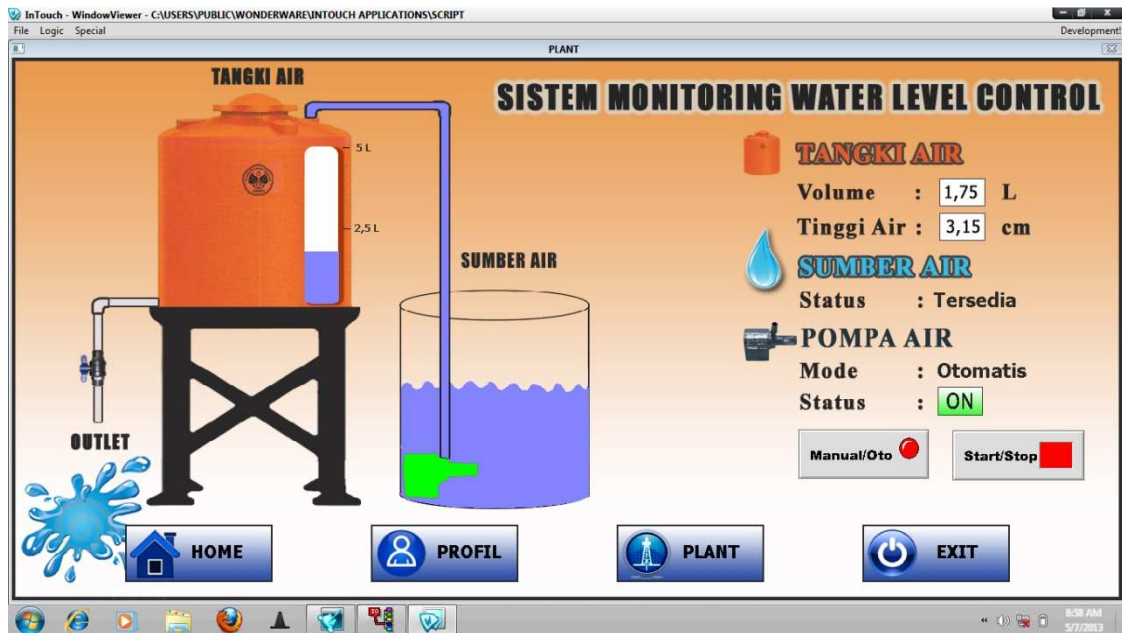 InTouch - WindowViewer - C:\USERS\PUBLIC\WONDERWARE\INTOUCH APPLICATIONS\SCRIPT
File Logic Special
Development!
PLANT
TANGKI AIR
SISTEM MONITORING WATER LEVEL CONTROL
5 L
2,5 L
SUMBER AIR
OUTLET
TANGKI AIR
Volume : 1,75 L
Tinggi Air : 3,15 cm
SUMBER AIR
Status : Tersedia
POMPA AIR
Mode : Otomatis
Status : ON
Manual/Oto
Start/Stop
HOME
PROFIL
PLANT
EXIT
8:58 AM
5/7/2013